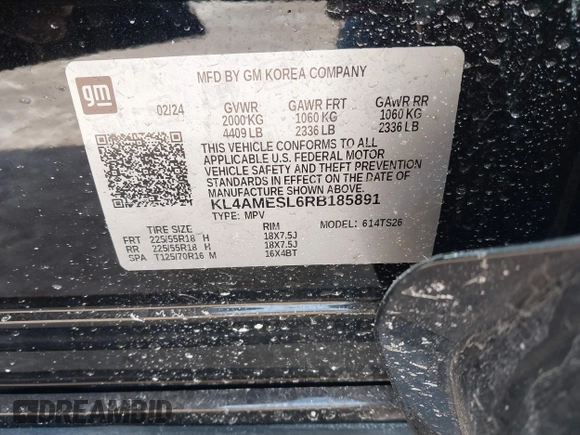 MFD BY GM KOREA COMPANY
gm
02/24 GVWR GAWR FRT GAWR RR
2000 KG 1060 KG 1060 KG
4409 LB 2336 LB 2336 LB
THIS VEHICLE CONFORMS TO ALL
APPLICABLE U.S. FEDERAL MOTOR
VEHICLE SAFETY AND THEFT PREVENTION
STANDARDS IN EFFECT ON THE DATE OF
MANUFACTURE SHOWN ABOVE.
KL4AMESL6RB185891
TYPE: MPV MODEL: 614TS26
TIRE SIZE RIM
FRT 225/55R18 H 18X7.5J
RR 225/55R18 H 18X7.5J
SPA T125/70R16 M 16X4BT
DREAMBID